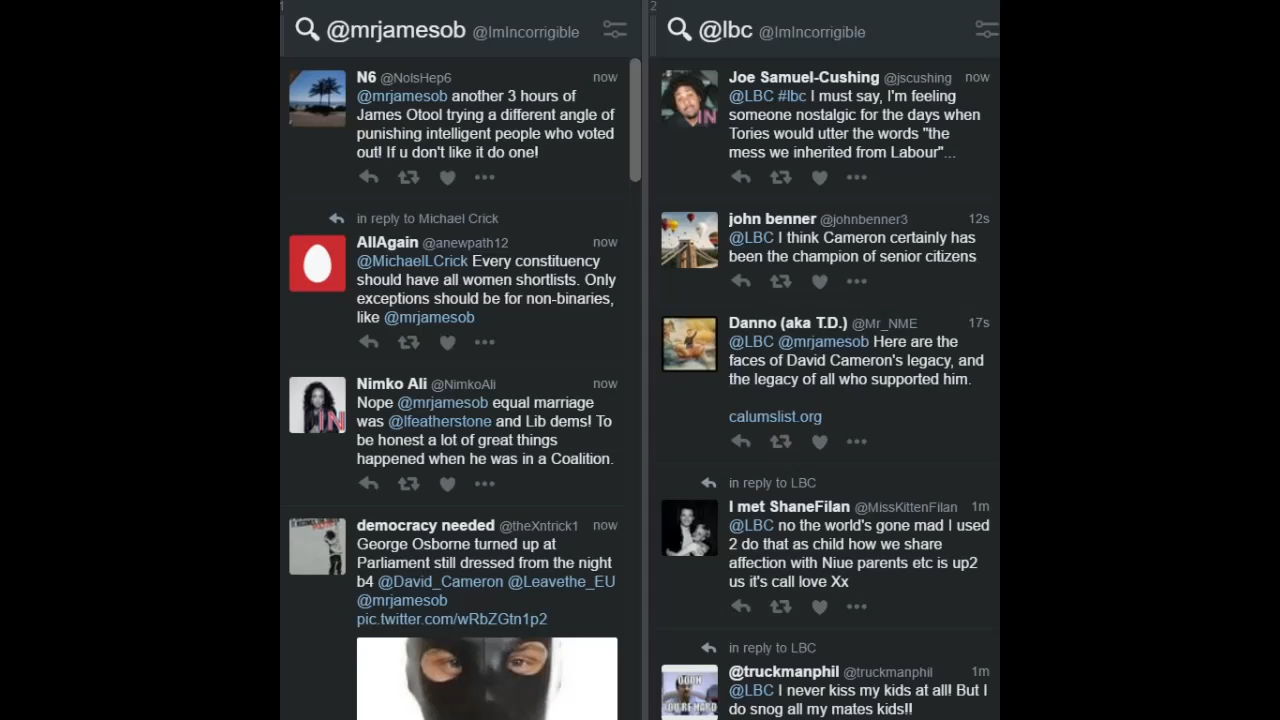 1
@mrjamesob @ImIncorrigible
N6 @NolsHep6 now
@mrjamesob another 3 hours of
James Otool trying a different angle of
punishing intelligent people who voted
out! If u don't like it do one!
in reply to Michael Crick
AllAgain @anewpath12 now
@MichaelLCrick Every constituency
should have all women shortlists. Only
exceptions should be for non-binaries,
like @mrjamesob
Nimko Ali @NimkoAli now
Nope @mrjamesob equal marriage
was @lfeatherstone and Lib dems! To
be honest a lot of great things
happened when he was in a Coalition.
IN
democracy needed @theXntrick1 now
George Osborne turned up at
Parliament still dressed from the night
b4 @David_Cameron @Leavethe_EU
@mrjamesob
pic.twitter.com/wRbZGtn1p2
2
@lbc @ImIncorrigible
Joe Samuel-Cushing @jscushing now
@LBC #lbc I must say, I'm feeling
someone nostalgic for the days when
Tories would utter the words "the
mess we inherited from Labour"...
IN
john benner @johnbenner3 12s
@LBC I think Cameron certainly has
been the champion of senior citizens
Danno (aka T.D.) @Mr_NME 17s
@LBC @mrjamesob Here are the
faces of David Cameron's legacy, and
the legacy of all who supported him.
calumslist.org
in reply to LBC
I met ShaneFilan @MissKittenFilan 1m
@LBC no the world's gone mad I used
2 do that as child how we share
affection with Niue parents etc is up2
us it's call love Xx
in reply to LBC
@truckmanphil @truckmanphil 1m
@LBC I never kiss my kids at all! But I
do snog all my mates kids!!
OOOH
YOU'RE HARD